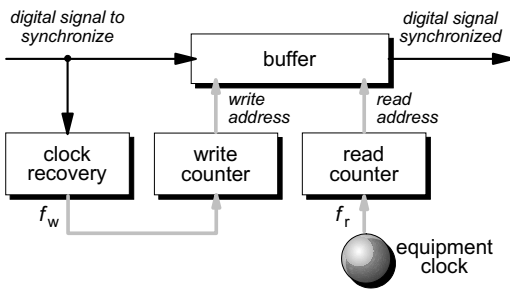 digital signal to
synchronize
digital signal
synchronized
buffer
write
address
read
address
clock
recovery
write
counter
read
counter
fw
fr
equipment
clock